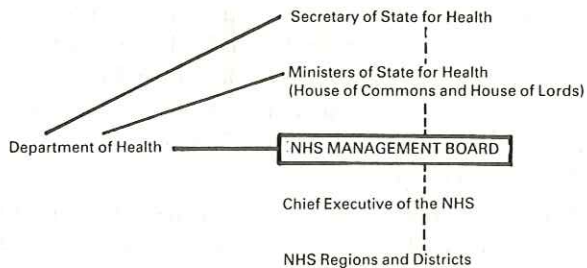 Secretary of State for Health
Ministers of State for Health
(House of Commons and House of Lords)
Department of Health
NHS MANAGEMENT BOARD
Chief Executive of the NHS
NHS Regions and Districts